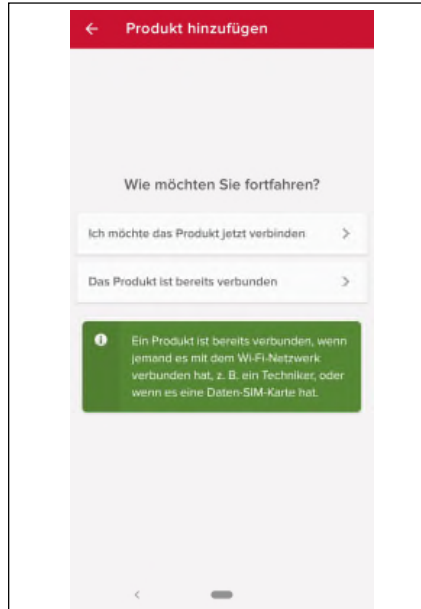 Produkt hinzufügen
Wie möchten Sie fortfahren?
Ich möchte das Produkt jetzt verbinden
Das Produkt ist bereits verbunden
Ein Produkt ist bereits verbunden, wenn
jemand es mit dem Wi-Fi-Netzwerk
verbunden hat, z. B. ein Techniker, oder
wenn es eine Daten-SIM-Karte hat.